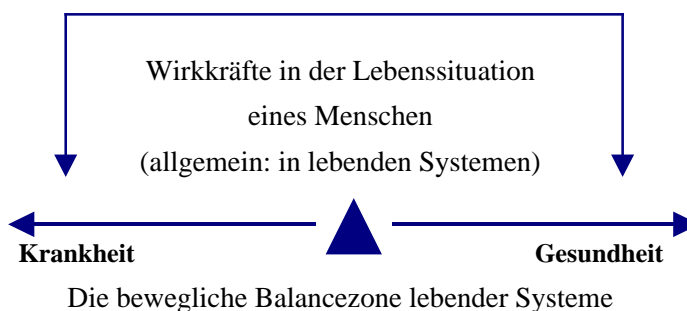 Wirkkräfte in der Lebenssituation
eines Menschen
(allgemein: in lebenden Systemen)
Krankheit Gesundheit
Die bewegliche Balancezone lebender Systeme